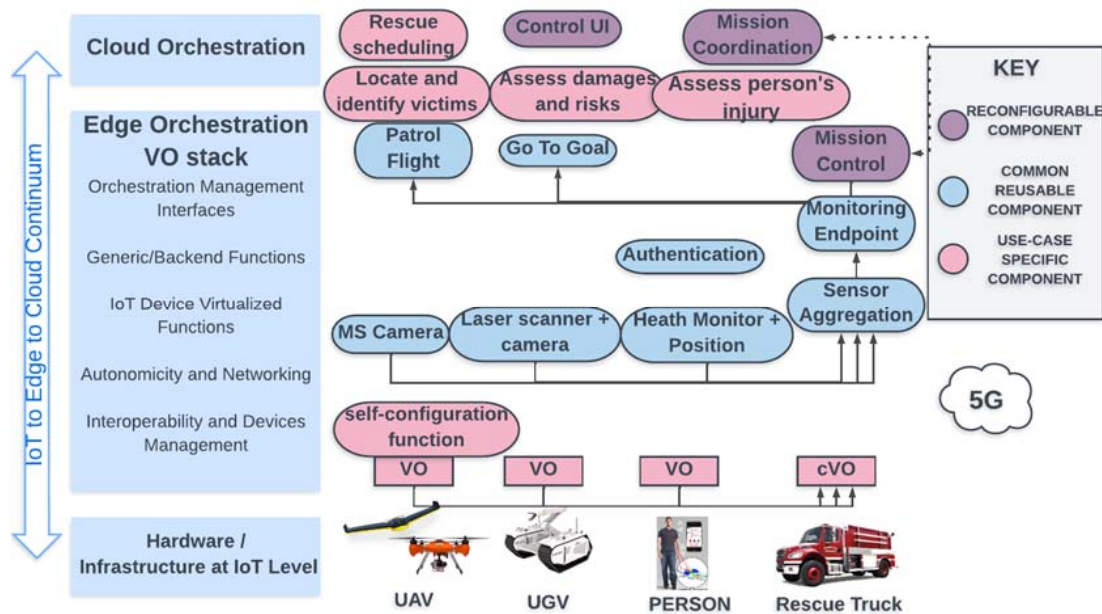 IoT to Edge to Cloud Continuum
Cloud Orchestration
Edge Orchestration
VO stack
Orchestration Management
Interfaces
Generic/Backend Functions
IoT Device Virtualized
Functions
Autonomicity and Networking
Interoperability and Devices
Management
Hardware /
Infrastructure at IoT Level
Rescue
scheduling
Control UI
Mission
Coordination
Locate and
identify victims
Assess damages
and risks
Assess person's
injury
Patrol
Flight
Go To Goal
Mission
Control
Monitoring
Endpoint
Authentication
Sensor
Aggregation
MS Camera
Laser scanner +
camera
Heath Monitor +
Position
self-configuration
function
VO
VO
VO
cVO
UAV
UGV
PERSON
Rescue Truck
KEY
RECONFIGURABLE
COMPONENT
COMMON
REUSABLE
COMPONENT
USE-CASE
SPECIFIC
COMPONENT
5G